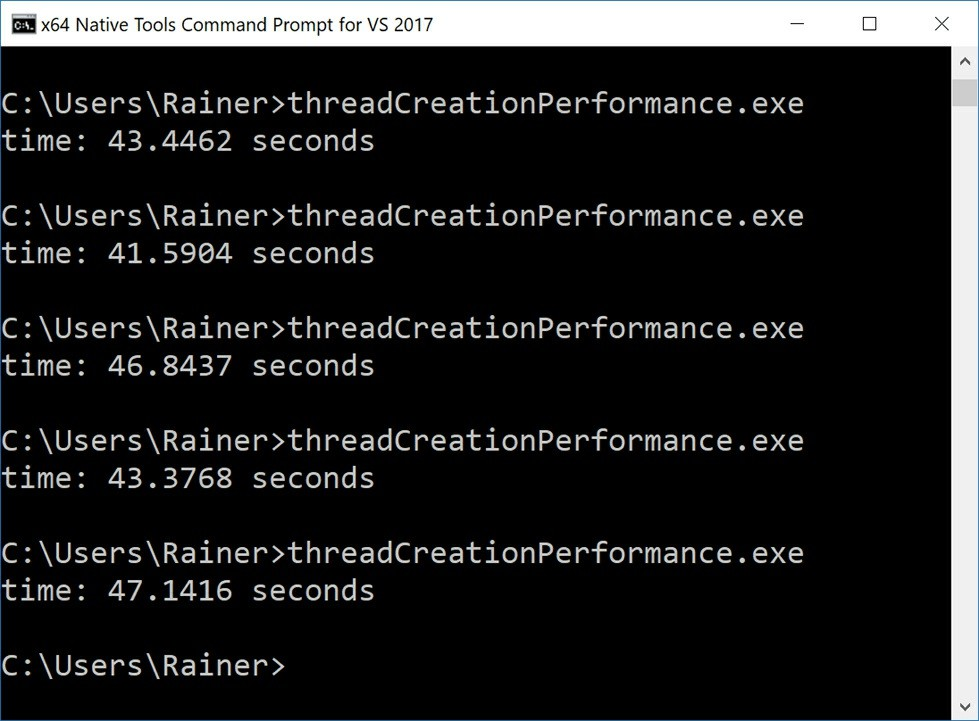 x64 Native Tools Command Prompt for VS 2017
C:\Users\Rainer>threadCreationPerformance.exe
time: 43.4462 seconds
C:\Users\Rainer>threadCreationPerformance.exe
time: 41.5904 seconds
C:\Users\Rainer>threadCreationPerformance.exe
time: 46.8437 seconds
C:\Users\Rainer>threadCreationPerformance.exe
time: 43.3768 seconds
C:\Users\Rainer>threadCreationPerformance.exe
time: 47.1416 seconds
C:\Users\Rainer>